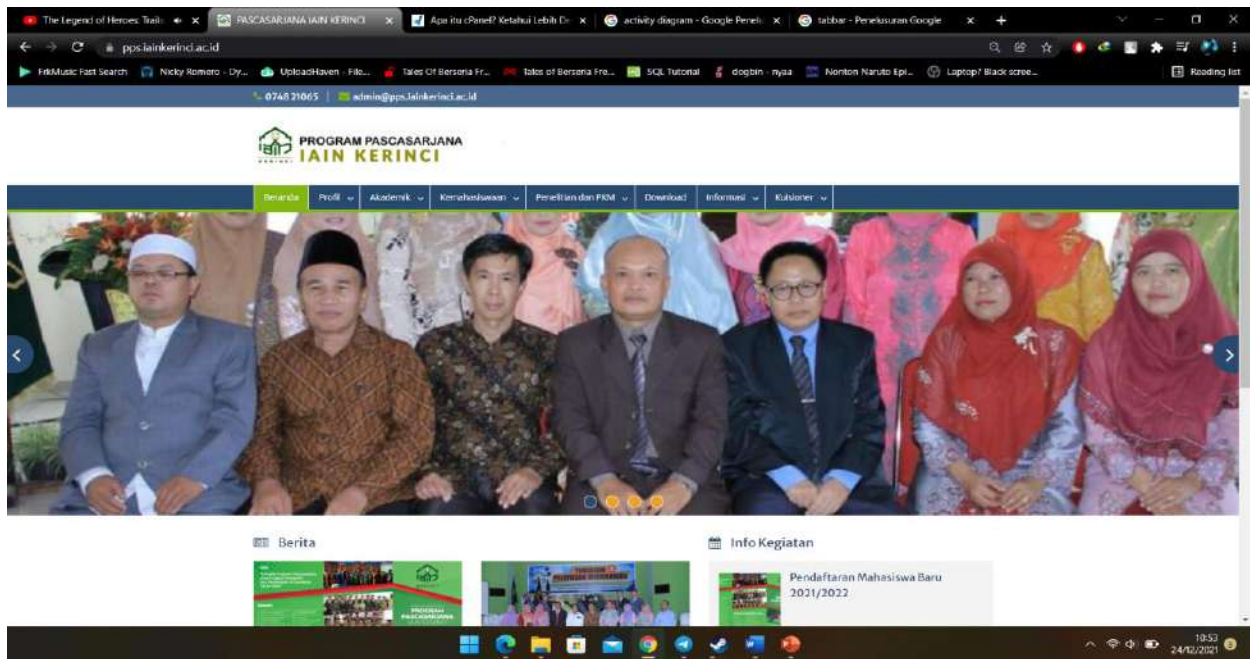 The Legend of Heroes: Trails
PASCASARJANA IAIN KERINCI
Apa itu cPanel? Ketahui Lebih De
activity diagram - Google Penelu
tabbar - Penelusuran Google
pps.iainkerinci.ac.id
FrkMusic Fast Search
Nicky Romero - Dy...
UploadHaven - File...
Tales Of Berseria Fr...
Tales of Berseria Fre...
SQL Tutorial
dogbin - nyaa
Nonton Naruto Epi...
Laptop? Black scree...
Reading list
0748 21065
admin@pps.iainkerinci.ac.id
PROGRAM PASCASARJANA
IAIN KERINCI
KERINCI
Beranda
Profil
Akademik
Kemahasiswaan
Penelitian dan PKM
Download
Informasi
Kuisioner
Berita
Info Kegiatan
Pendaftaran Mahasiswa Baru
2021/2022
PROGRAM
PASCASARJANA
10:53
24/12/2021